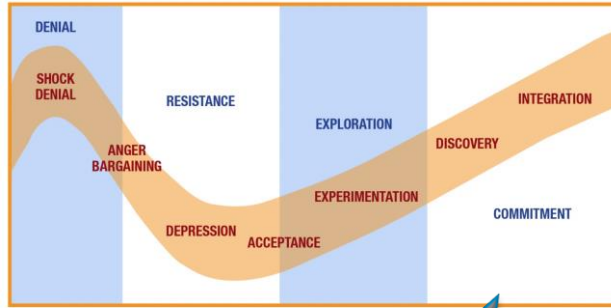 DENIAL
SHOCK
DENIAL
ANGER
BARGAINING
RESISTANCE
DEPRESSION
ACCEPTANCE
EXPLORATION
EXPERIMENTATION
DISCOVERY
INTEGRATION
COMMITMENT